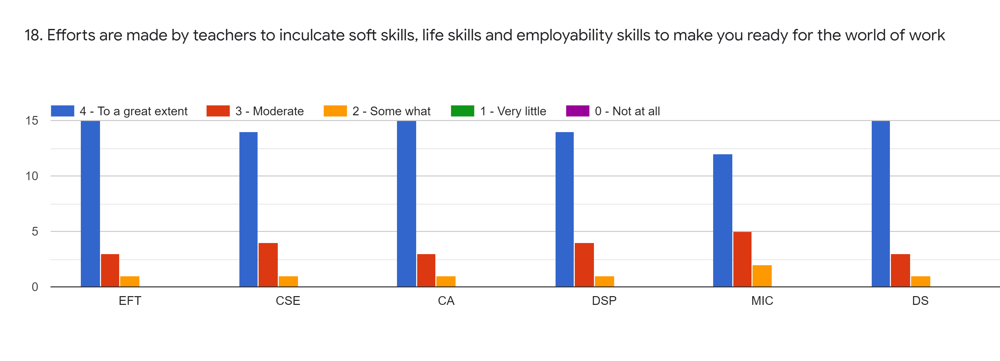 18. Efforts are made by teachers to inculcate soft skills, life skills and employability skills to make you ready for the world of work
4 - To a great extent 3 - Moderate 2 - Some what 1 - Very little 0 - Not at all
15
10
5
0
EFT CSE CA DSP MIC DS